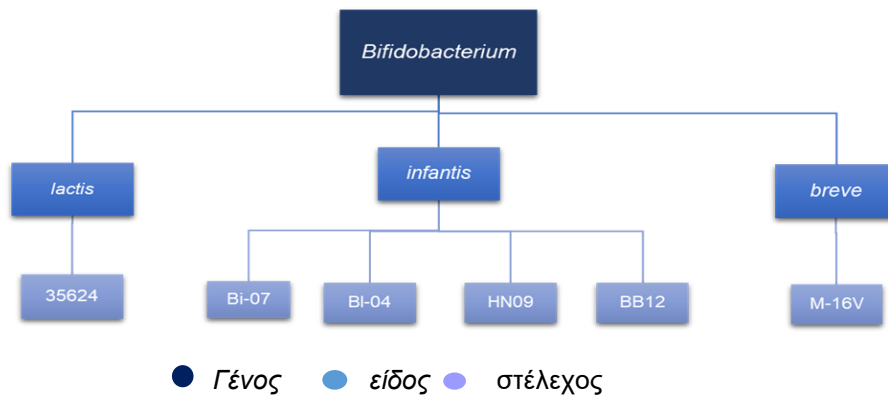 Bifidobacterium
lactis
infantis
breve
35624
Bi-07
Bl-04
HN09
BB12
M-16V
Γένος είδος στέλεχος